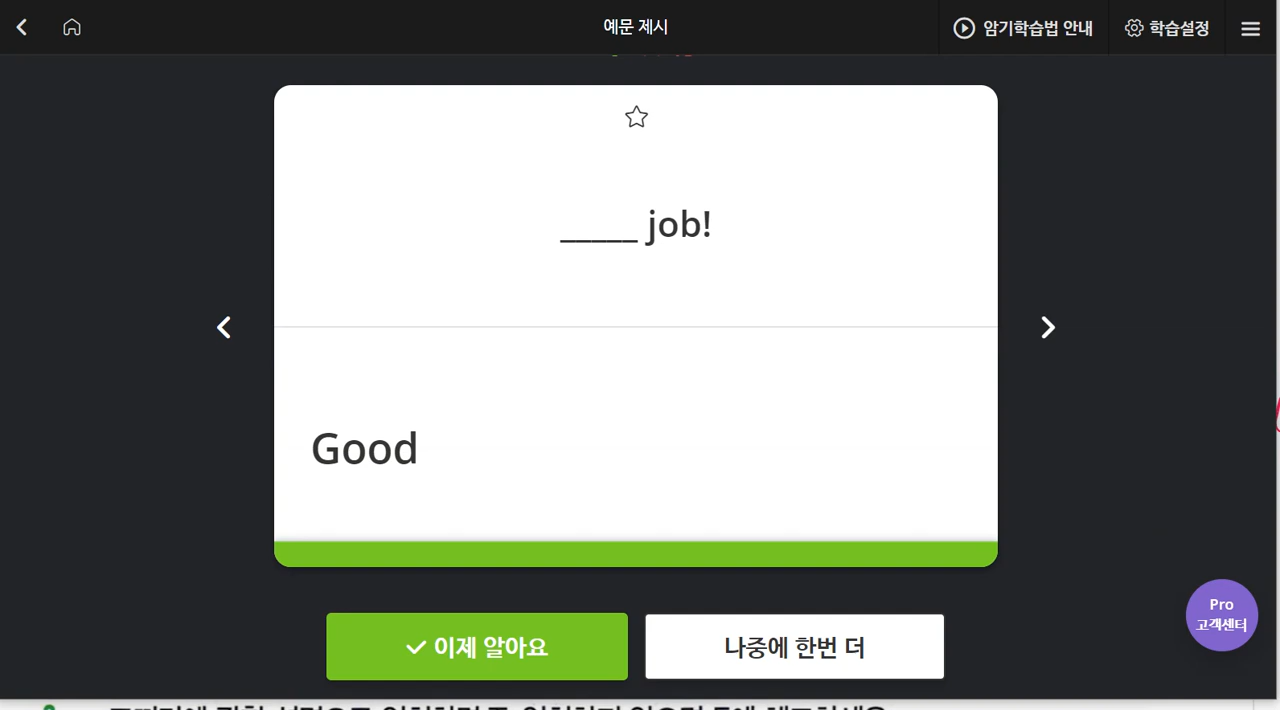 예문 제시
암기학습법 안내
학습설정
_____ job!
Good
이제 알아요
나중에 한번 더
Pro
고객센터